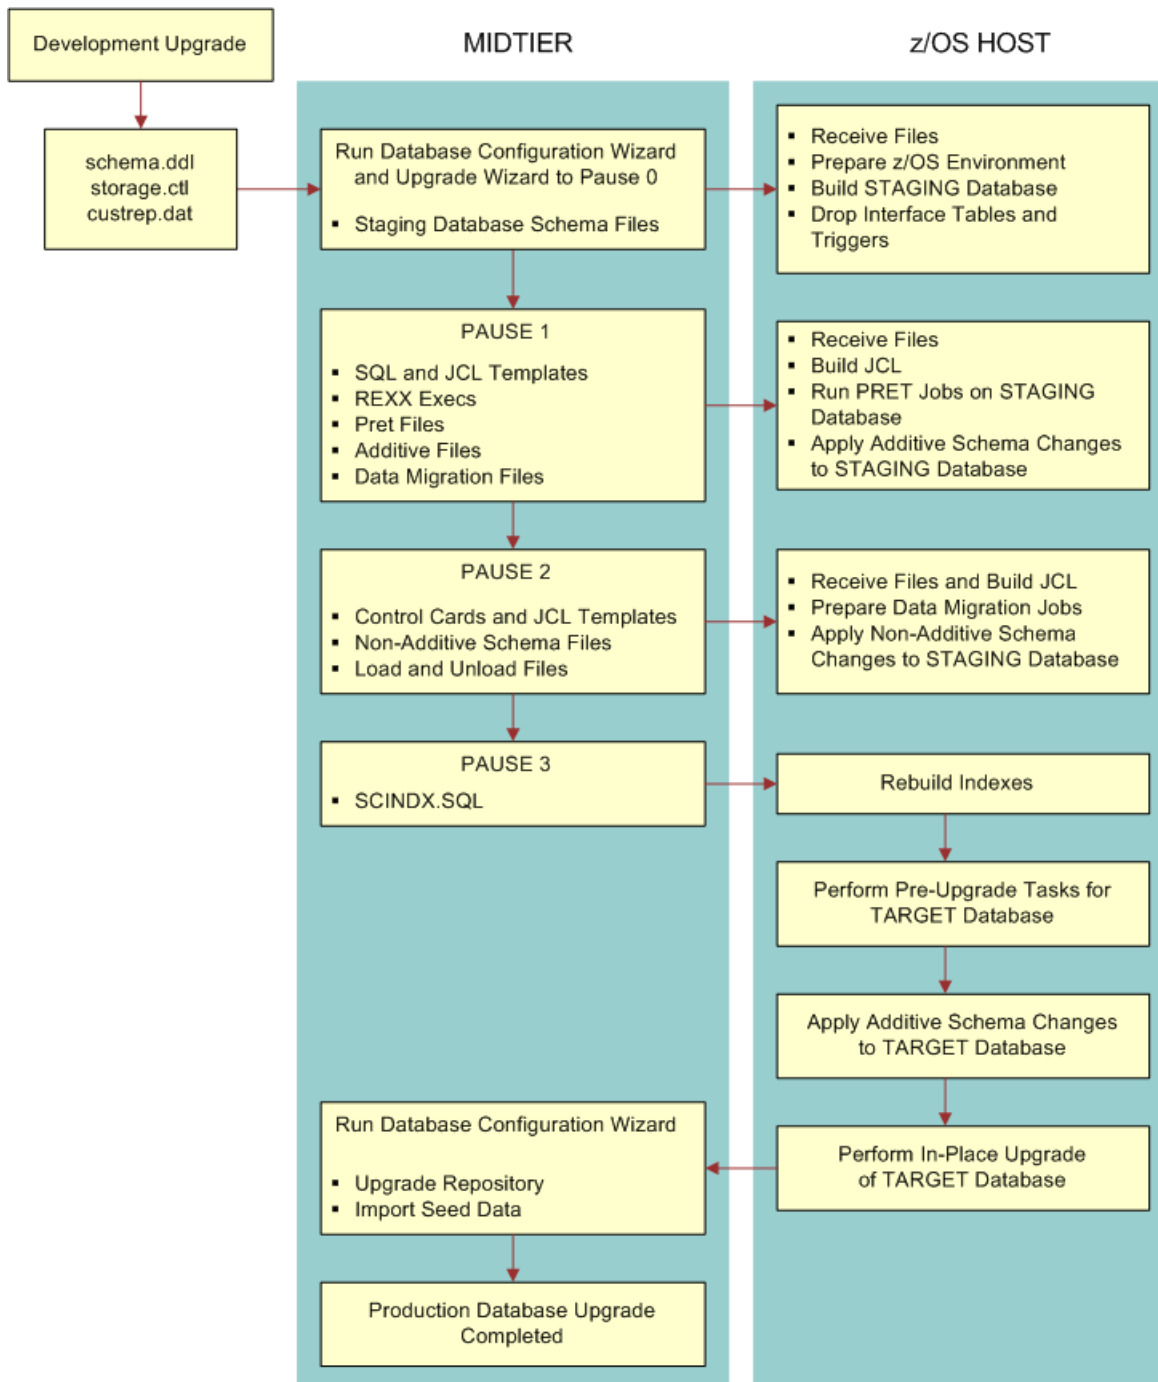 Development Upgrade
MIDTIER
z/OS HOST
schema.ddl
storage.ctl
custrep.dat
Run Database Configuration Wizard
and Upgrade Wizard to Pause 0
▪ Staging Database Schema Files
▪ Receive Files
▪ Prepare z/OS Environment
▪ Build STAGING Database
▪ Drop Interface Tables and
Triggers
PAUSE 1
▪ SQL and JCL Templates
▪ REXX Execs
▪ Pret Files
▪ Additive Files
▪ Data Migration Files
▪ Receive Files
▪ Build JCL
▪ Run PRET Jobs on STAGING
Database
▪ Apply Additive Schema Changes
to STAGING Database
PAUSE 2
▪ Control Cards and JCL Templates
▪ Non-Additive Schema Files
▪ Load and Unload Files
▪ Receive Files and Build JCL
▪ Prepare Data Migration Jobs
▪ Apply Non-Additive Schema
Changes to STAGING Database
PAUSE 3
▪ SCINDX.SQL
Rebuild Indexes
Perform Pre-Upgrade Tasks for
TARGET Database
Apply Additive Schema Changes
to TARGET Database
Perform In-Place Upgrade
of TARGET Database
Run Database Configuration Wizard
▪ Upgrade Repository
▪ Import Seed Data
Production Database Upgrade
Completed